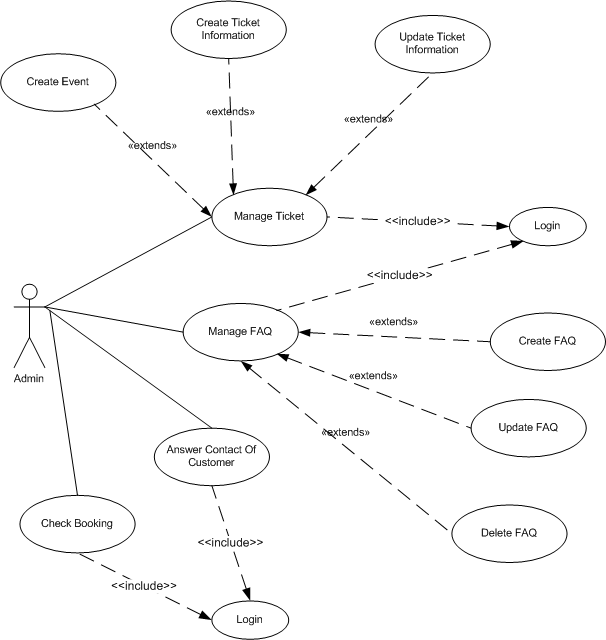 Create Ticket
Information
Update Ticket
Information
Create Event
«extends»
«extends»
«extends»
Manage Ticket
<<include>>
Login
<<include>>
Manage FAQ
«extends»
Create FAQ
Admin
«extends»
Update FAQ
«extends»
Answer Contact Of
Customer
Check Booking
Delete FAQ
<<include>>
<<include>>
Login